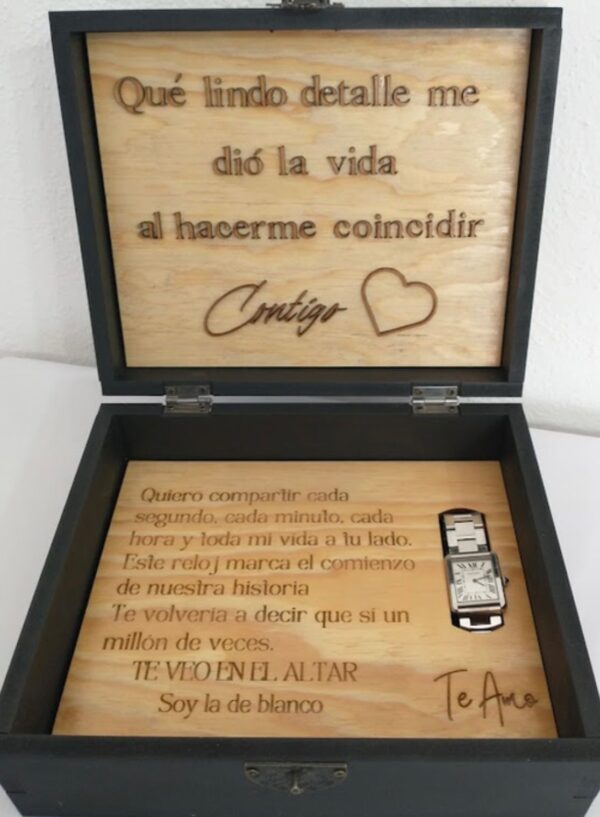 Qué lindo detalle me
dió la vida
al hacerme coincidir
Contigo
Quiero compartir cada
segundo, cada minuto, cada
hora y toda mi vida a tu lado.
Este reloj marca el comienzo
de nuestra historia
Te volvería a decir que si un
millón de veces.
TE VEO EN EL ALTAR
Soy la de blanco
Te Amo